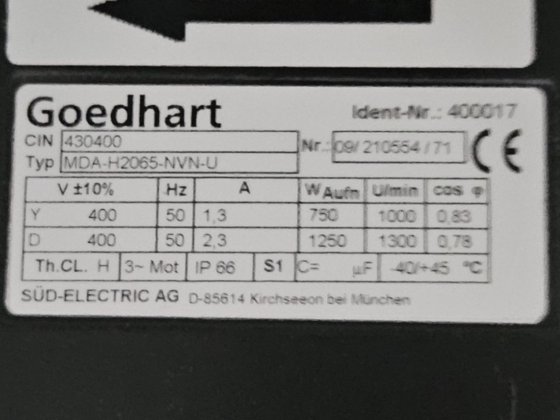 Goedhart Ident-Nr.: 400017
CIN 430400
Typ MDA-H2065-NVN-U Nr. 09/ 210554 / 71 CE
V ±10% Hz A W Aufn U/min cos φ
Y 400 50 1,3 750 1000 0,83
D 400 50 2,3 1250 1300 0,78
Th.CL. H 3~ Mot IP 66 S1 C= µF -40/+45 °C
SÜD-ELECTRIC AG D-85614 Kirchseeon bei München